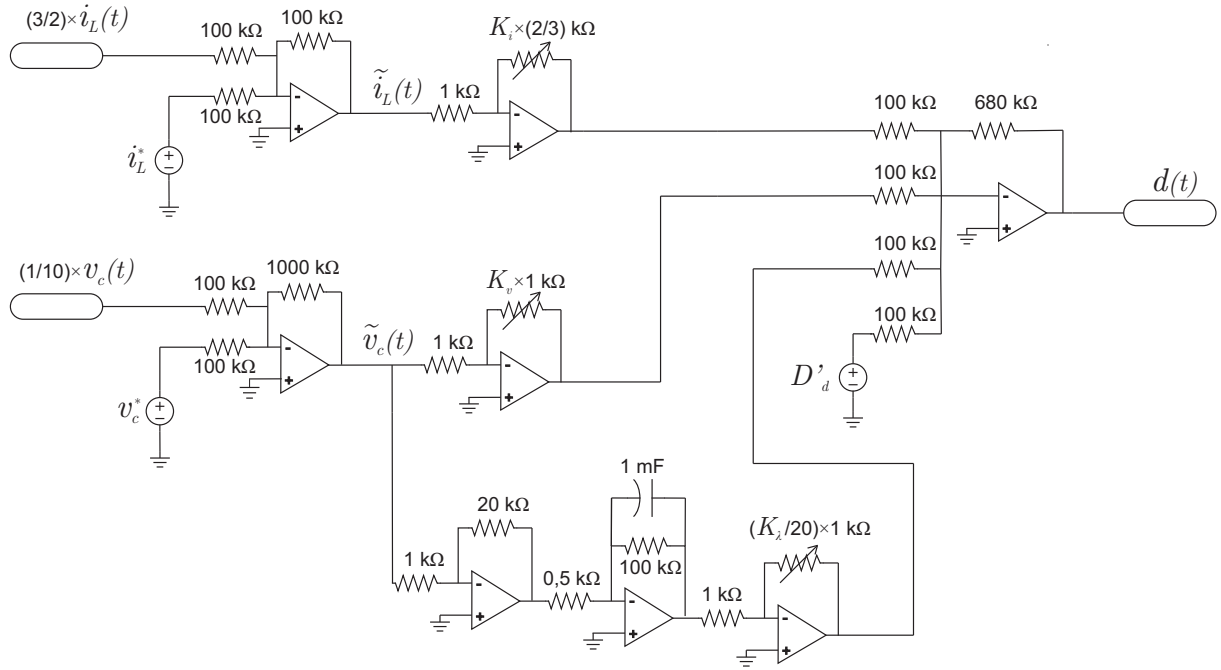 (3/2)×i_L(t)
100 kΩ
100 kΩ
K_i×(2/3) kΩ
100 kΩ
ĩ_L(t)
1 kΩ
i_L*
100 kΩ
680 kΩ
100 kΩ
d(t)
100 kΩ
100 kΩ
D'_d
(1/10)×v_c(t)
100 kΩ
1000 kΩ
K_v×1 kΩ
100 kΩ
ṽ_c(t)
1 kΩ
v_c*
20 kΩ
1 kΩ
0,5 kΩ
1 mF
100 kΩ
1 kΩ
(K_λ/20)×1 kΩ